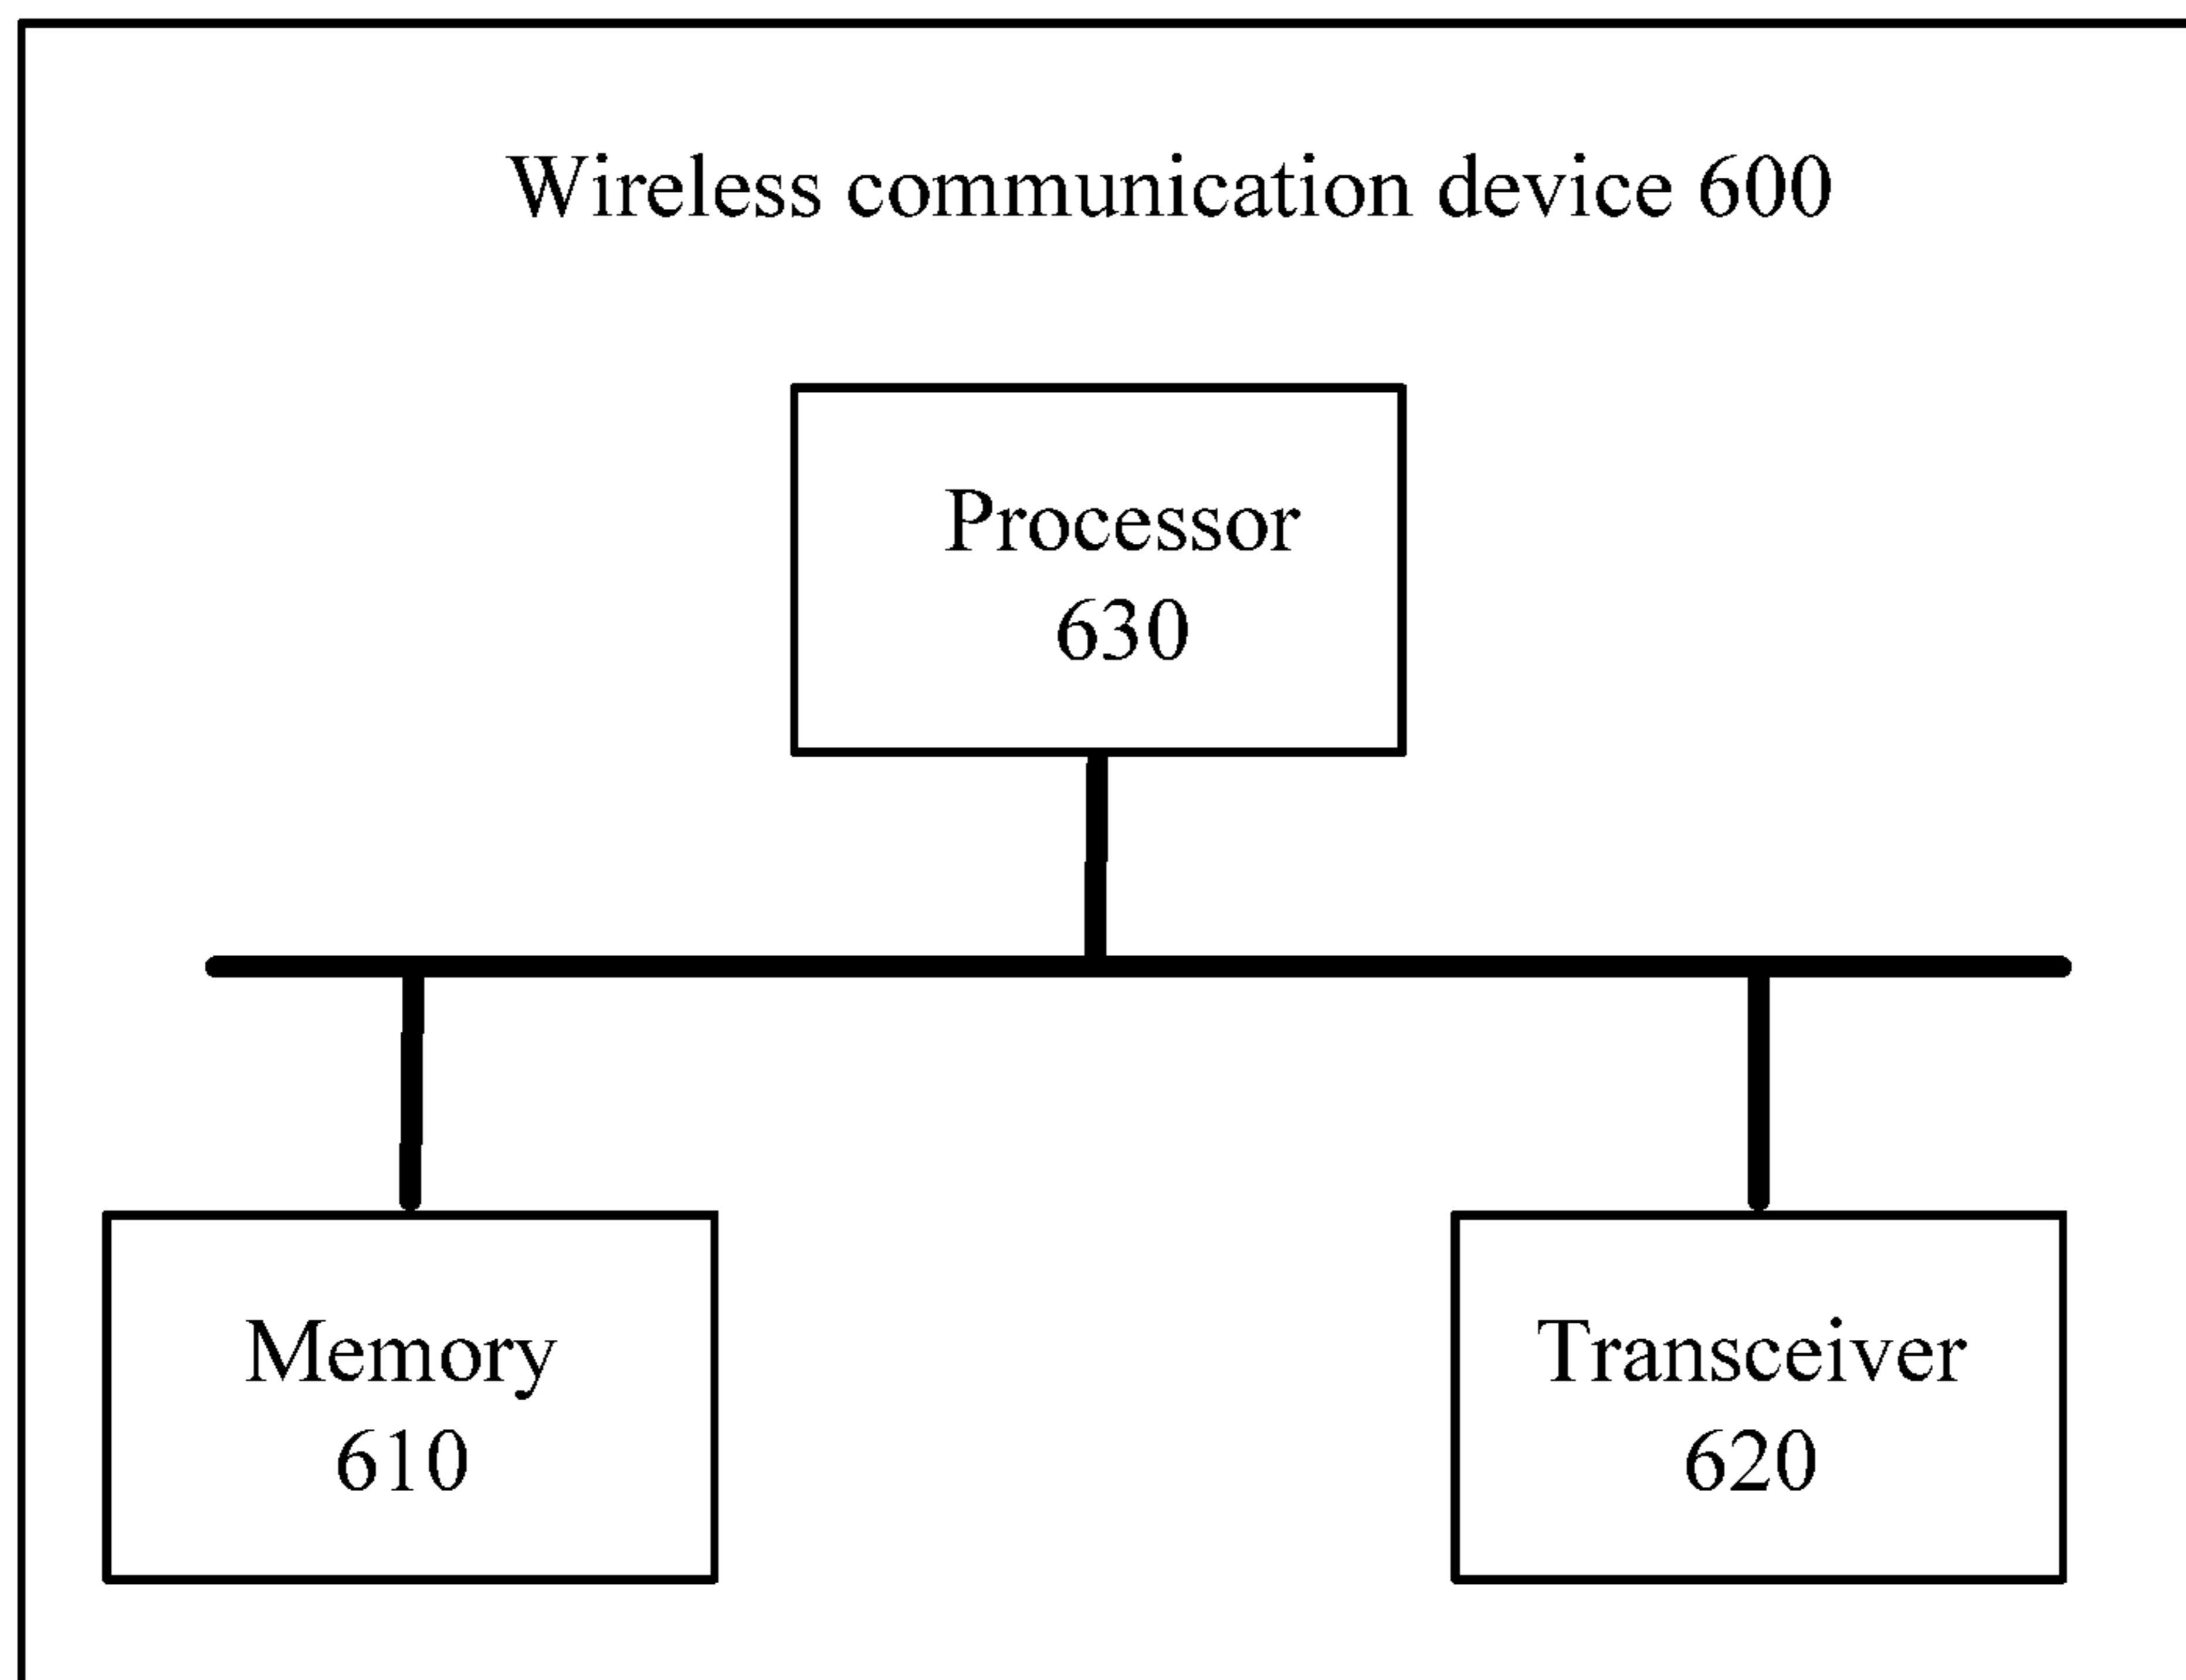 Wireless communication device 600
Processor
630
Memory
610
Transceiver
620